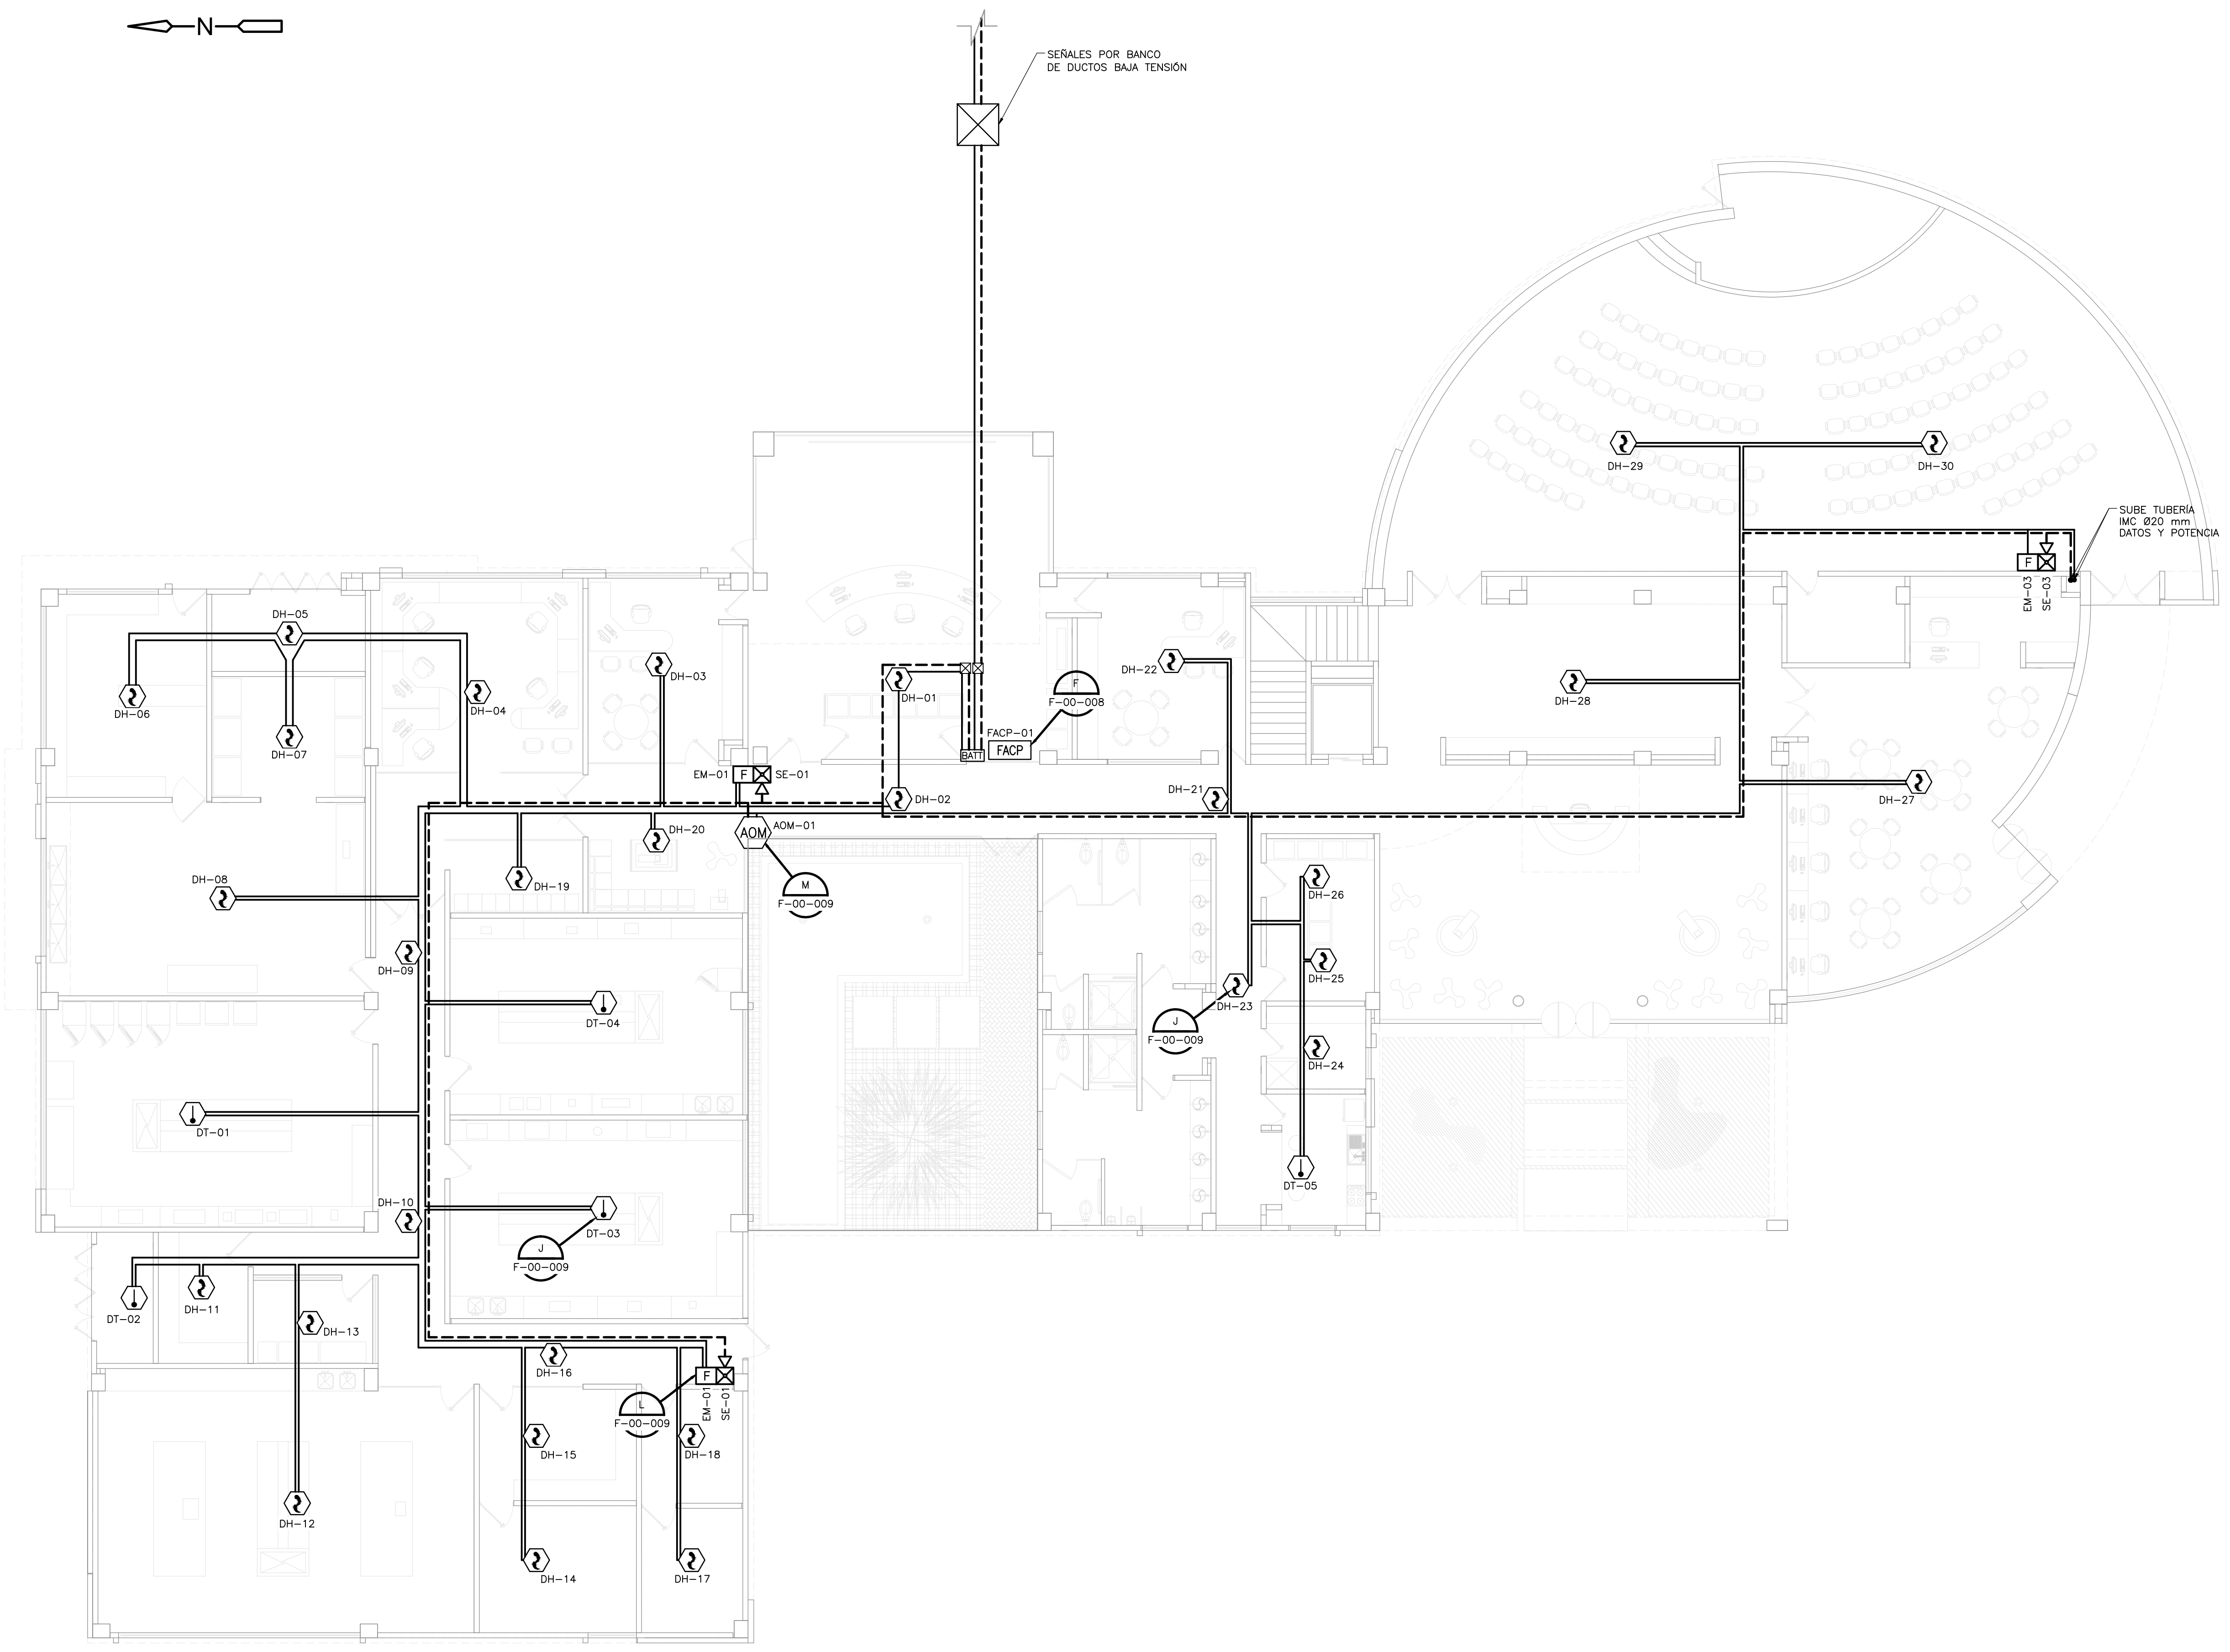 N
SEÑALES POR BANCO
DE DUCTOS BAJA TENSIÓN
DH-29
DH-30
SUBE TUBERÍA
IMC Ø20 mm
DATOS Y POTENCIA
F
EM-03
SE-03
DH-05
DH-03
DH-01
DH-22
F
F-00-008
DH-28
DH-06
DH-04
DH-07
FACP-01
FACP
BATT
EM-01
F
SE-01
DH-02
DH-21
DH-27
DH-20
AOM
AOM-01
DH-08
DH-19
M
F-00-009
DH-26
DH-09
DH-25
DH-23
DT-04
J
F-00-009
DH-24
DT-01
DT-05
DH-10
DT-03
J
F-00-009
DT-02
DH-11
DH-13
DH-16
F
EM-01
SE-01
L
F-00-009
DH-15
DH-18
DH-12
DH-14
DH-17